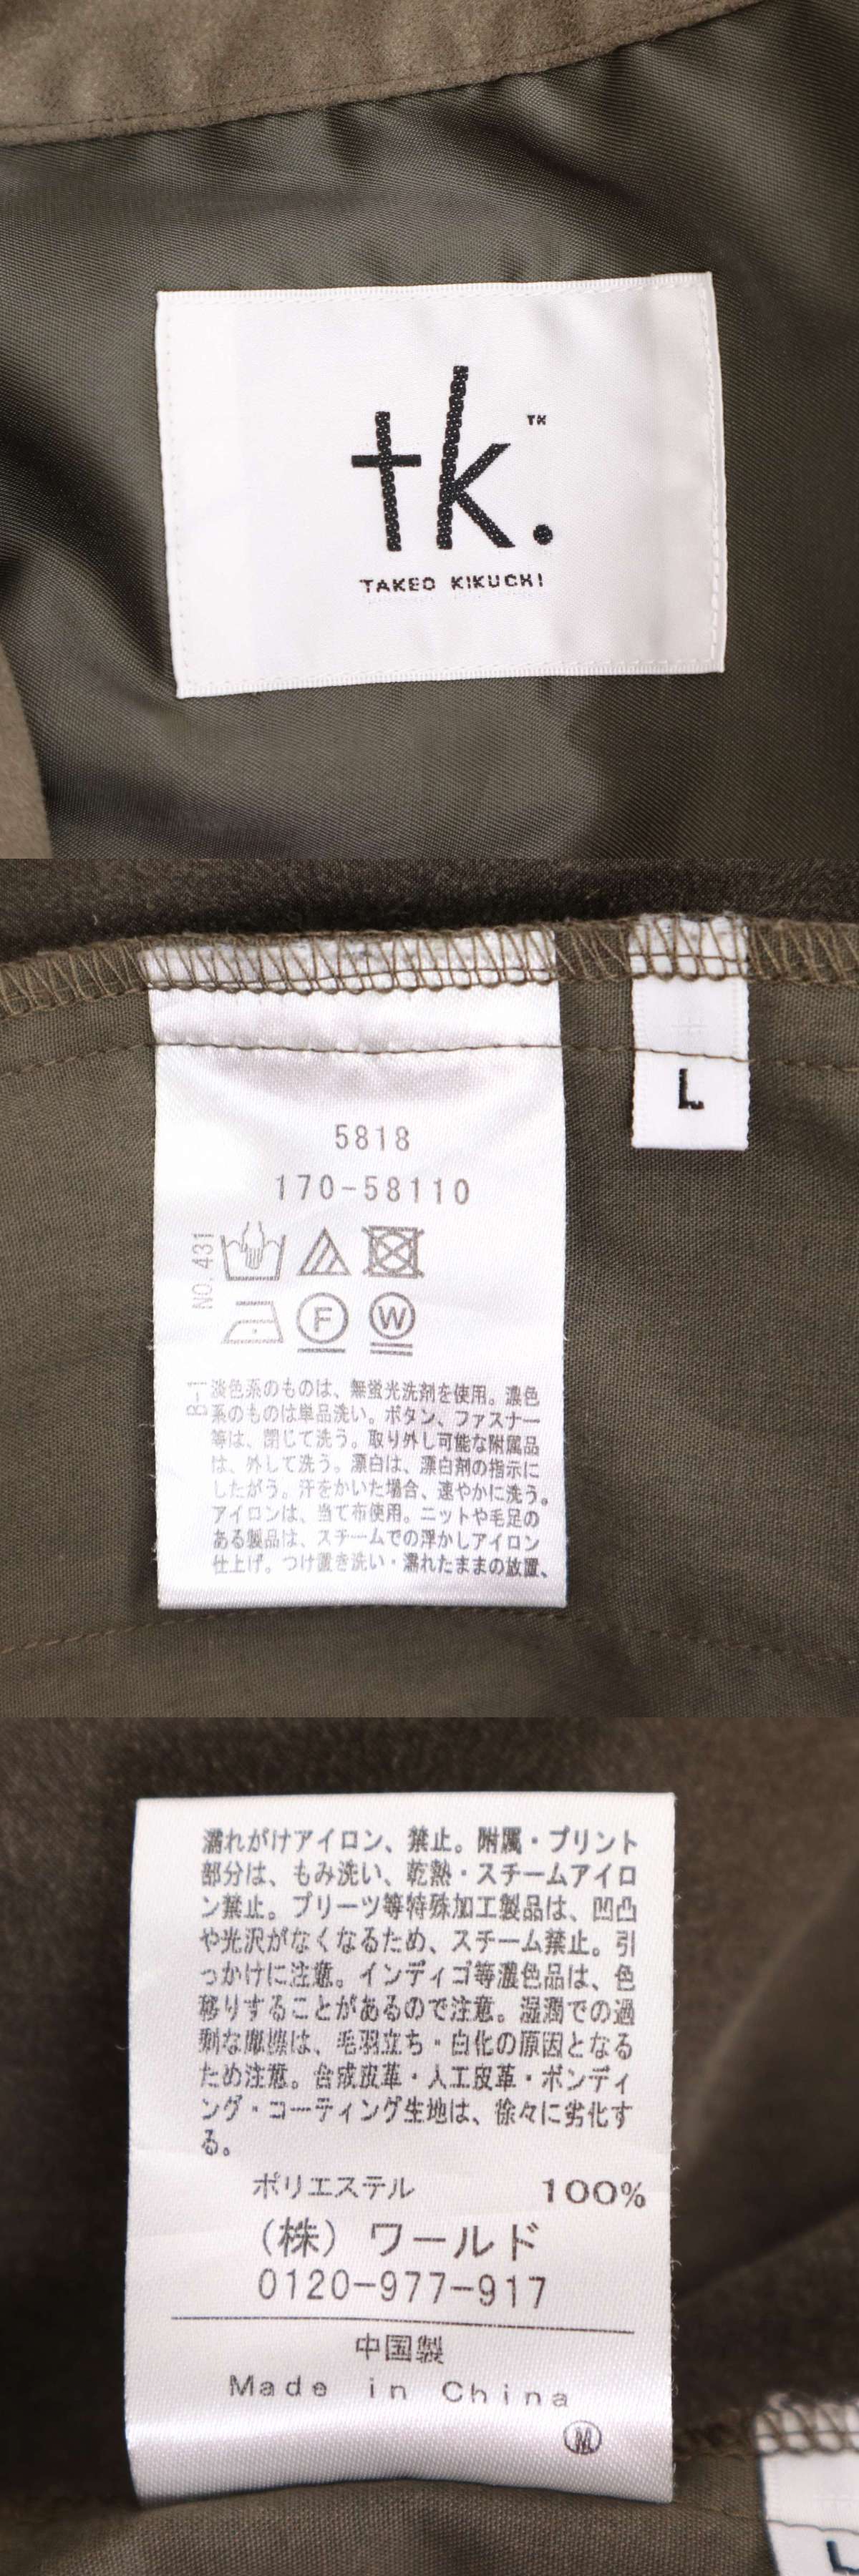 tk.
TK
TAKEO KIKUCHI
L
5818
170-58110
NO. 431
F
W
B-1
淡色系のものは、無蛍光洗剤を使用。濃色
系のものは単品洗い。ボタン、ファスナー
等は、閉じて洗う。取り外し可能な附属品
は、外して洗う。漂白は、漂白剤の指示に
したがう。汗をかいた場合、速やかに洗う。
アイロンは、当て布使用。ニットや毛足の
ある製品は、スチームでの浮かしアイロン
仕上げ。つけ置き洗い・濡れたままの放置、
濡れがけアイロン、禁止。附属・プリント
部分は、もみ洗い、乾熱・スチームアイロ
ン禁止。プリーツ等特殊加工製品は、凹凸
や光沢がなくなるため、スチーム禁止。引
っかけに注意。インディゴ等濃色品は、色
移りすることがあるので注意。湿潤での過
剰な摩擦は、毛羽立ち・白化の原因となる
ため注意。合成皮革・人工皮革・ボンディ
ング・コーティング生地は、徐々に劣化す
る。
ポリエステル 100%
(株) ワールド
0120-977-917
中国製
Made in China
M
L